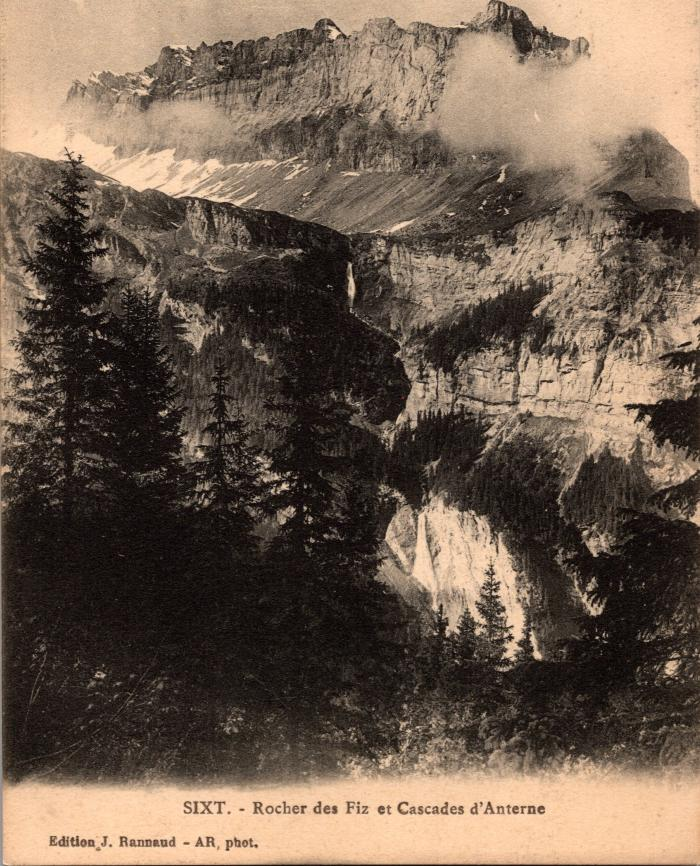 SIXT. - Rocher des Fiz et Cascades d'Anterne
Edition J. Rannaud - AR, phot.